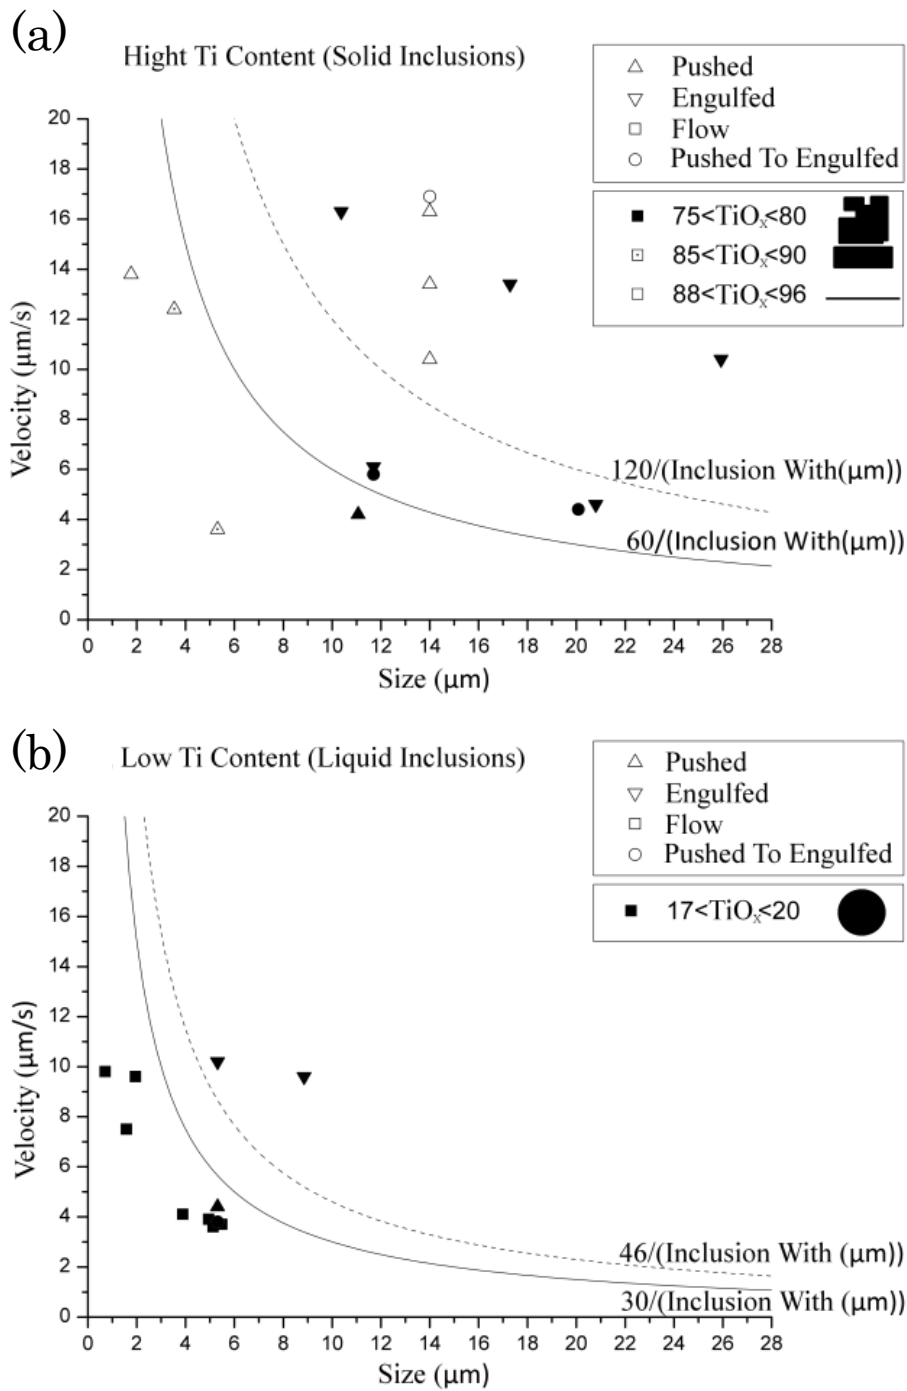 (a)
Hight Ti Content (Solid Inclusions)
Pushed
Engulfed
Flow
Pushed To Engulfed
75<TiOx<80
85<TiOx<90
88<TiOx<96
20
18
16
14
12
10
8
6
4
2
0
Velocity (µm/s)
120/(Inclusion With(µm))
60/(Inclusion With(µm))
0 2 4 6 8 10 12 14 16 18 20 22 24 26 28
Size (µm)
(b)
Low Ti Content (Liquid Inclusions)
Pushed
Engulfed
Flow
Pushed To Engulfed
17<TiOx<20
20
18
16
14
12
10
8
6
4
2
0
Velocity (µm/s)
46/(Inclusion With (µm))
30/(Inclusion With (µm))
0 2 4 6 8 10 12 14 16 18 20 22 24 26 28
Size (µm)